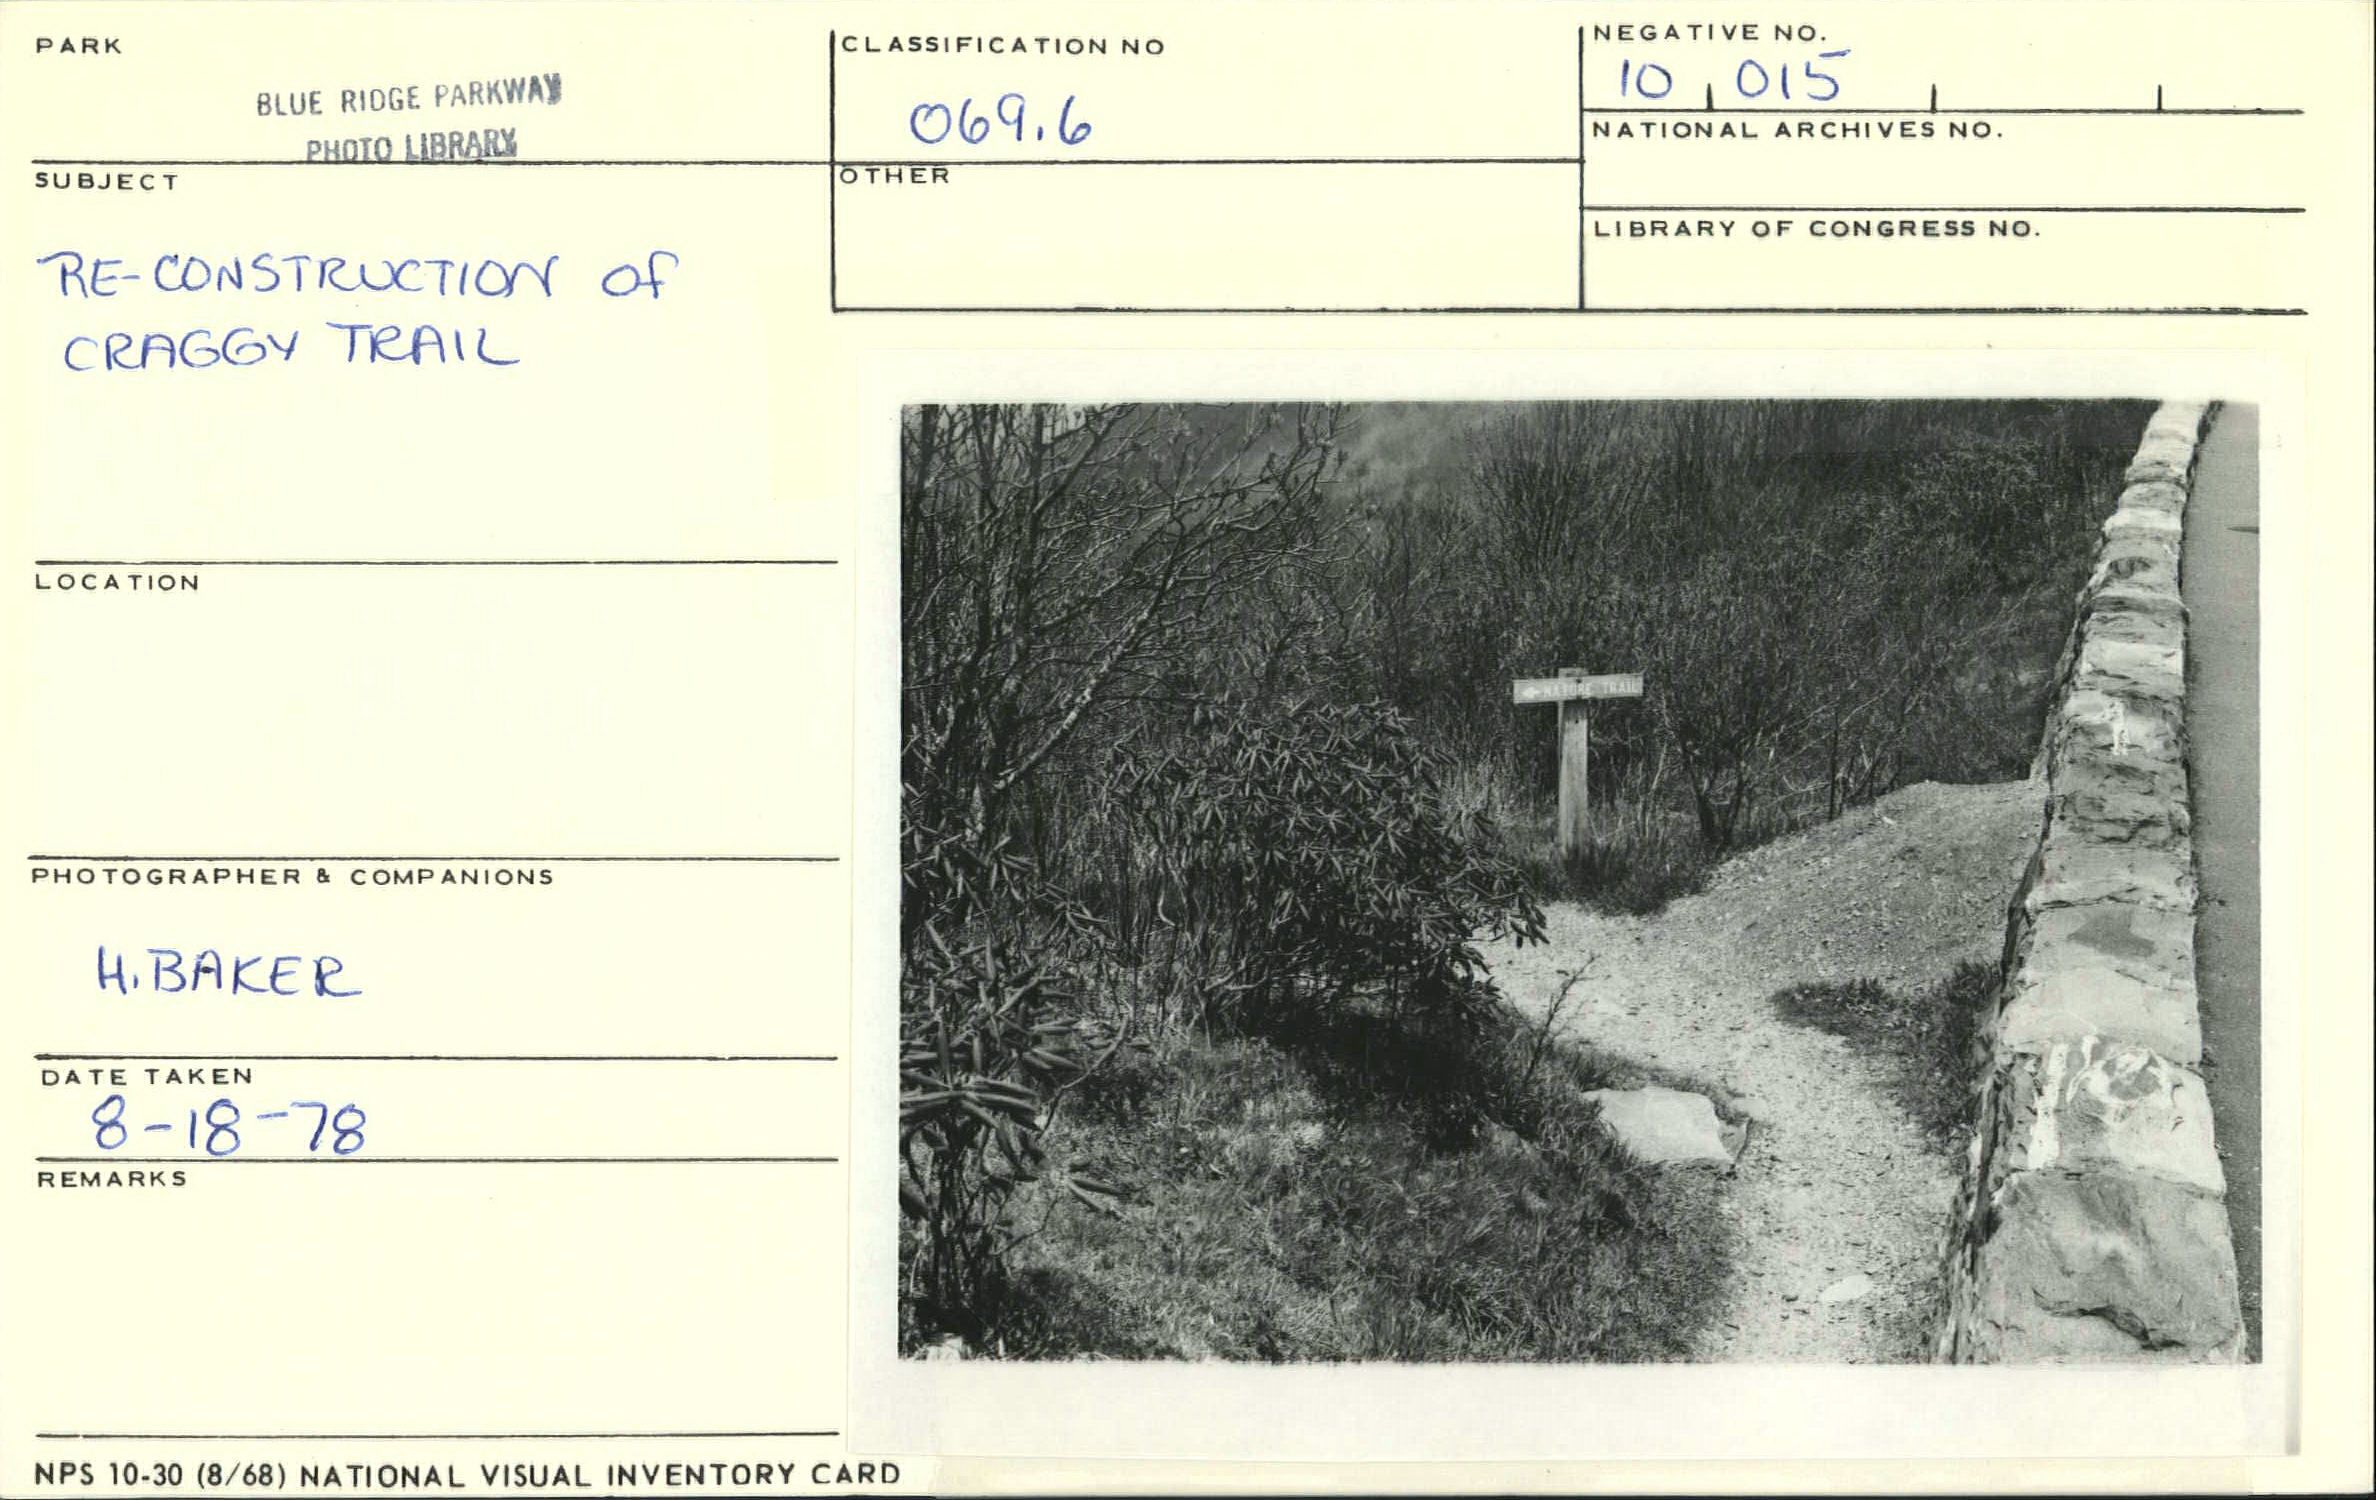 PARK
BLUE RIDGE PARKWAY
PHOTO LIBRARY
CLASSIFICATION NO
069.6
NEGATIVE NO.
10 015
NATIONAL ARCHIVES NO.
OTHER
LIBRARY OF CONGRESS NO.
SUBJECT
RE-CONSTRUCTION of
CRAGGY TRAIL
LOCATION
PHOTOGRAPHER & COMPANIONS
H. BAKER
DATE TAKEN
8-18-78
REMARKS
NATURE TRAIL
NPS 10-30 (8/68) NATIONAL VISUAL INVENTORY CARD